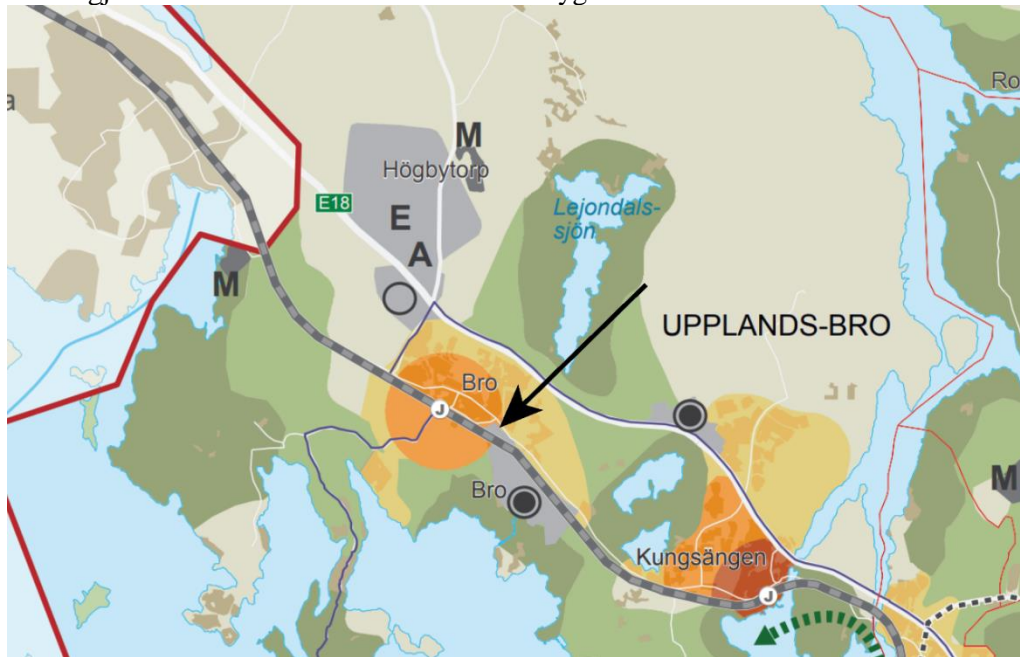 Ro
M
Högbytorp
E18
E
A
Lejondals-
sjön
M
UPPLANDS-BRO
Bro
J
M
Bro
Kungsängen
J